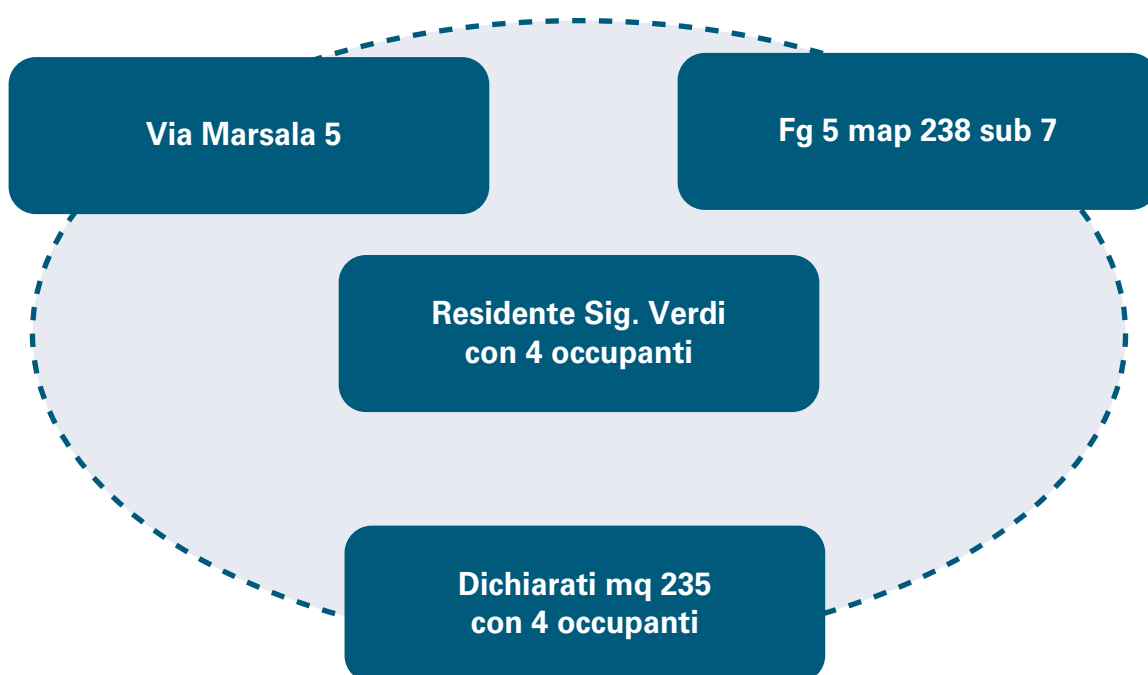 Via Marsala 5
Fg 5 map 238 sub 7
Residente Sig. Verdi
con 4 occupanti
Dichiarati mq 235
con 4 occupanti